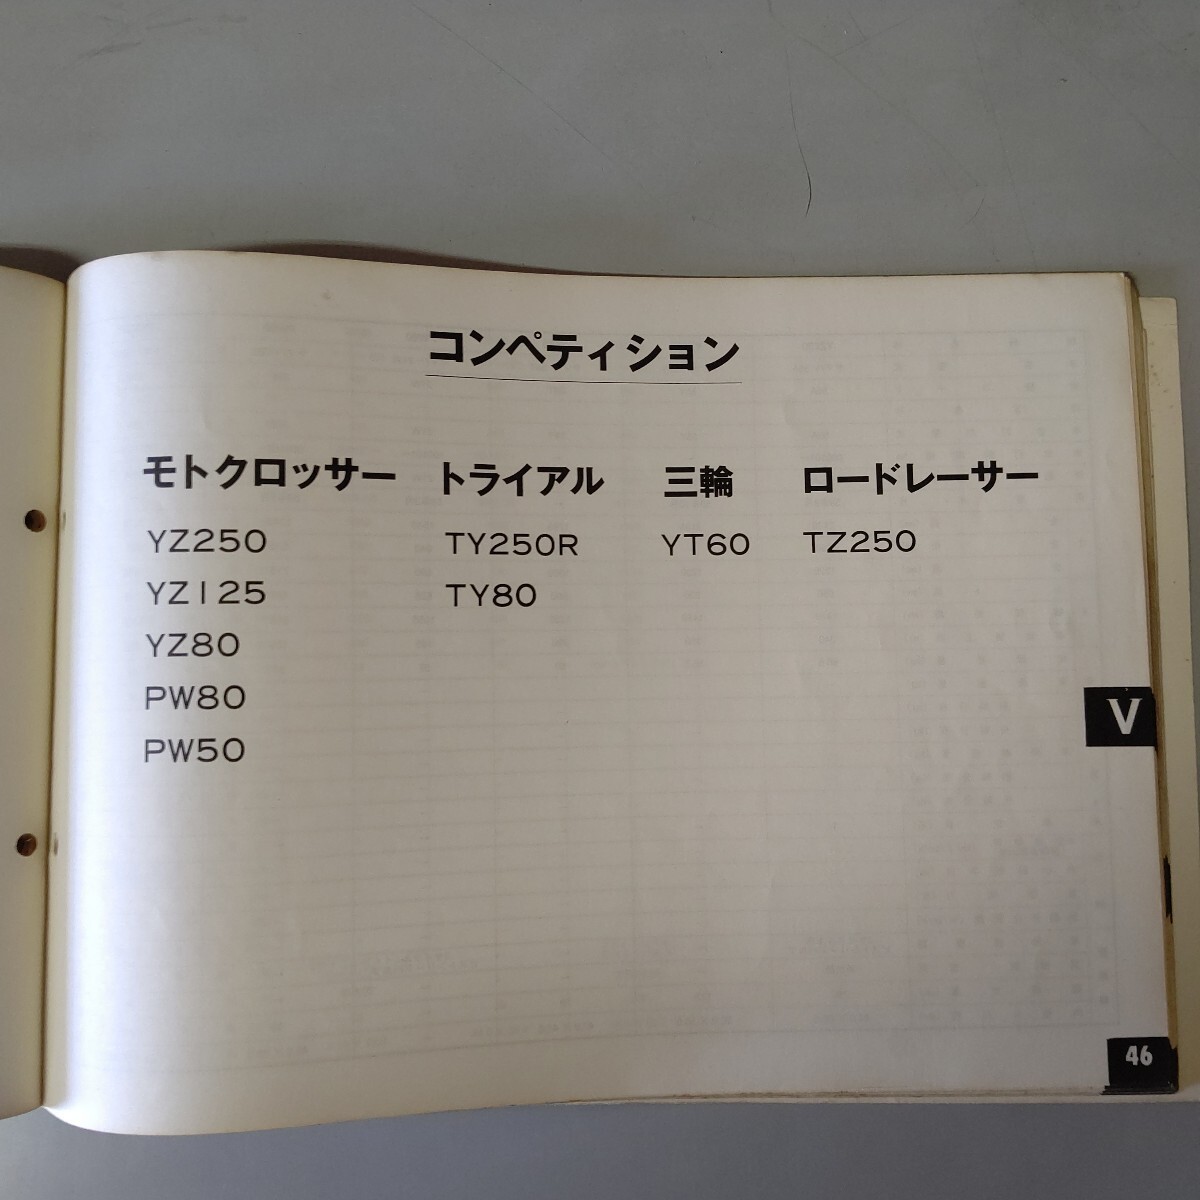 コンペティション
モトクロッサー トライアル 三輪 ロードレーサー
YZ250 TY250R YT60 TZ250
YZ125 TY80
YZ80
PW80
PW50
V
46